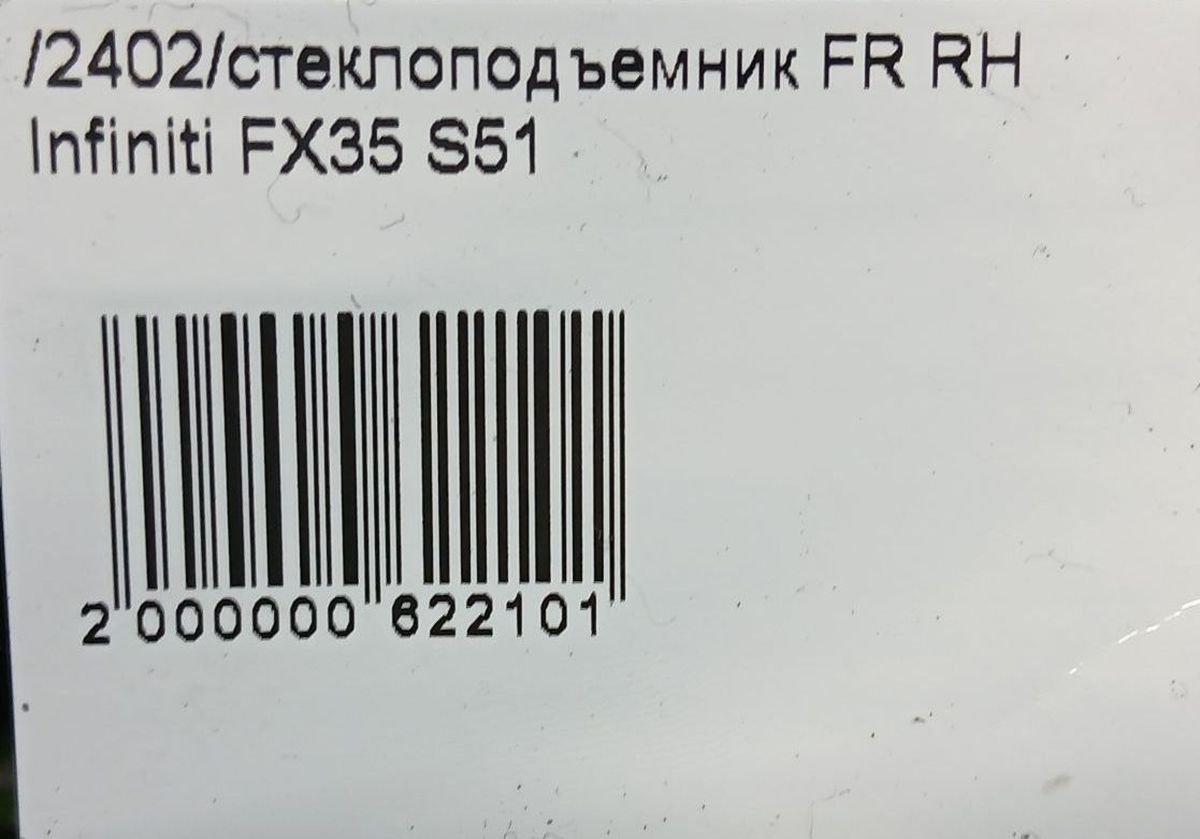 /2402/стеклоподъемник FR RH
Infiniti FX35 S51
2 000000 622101